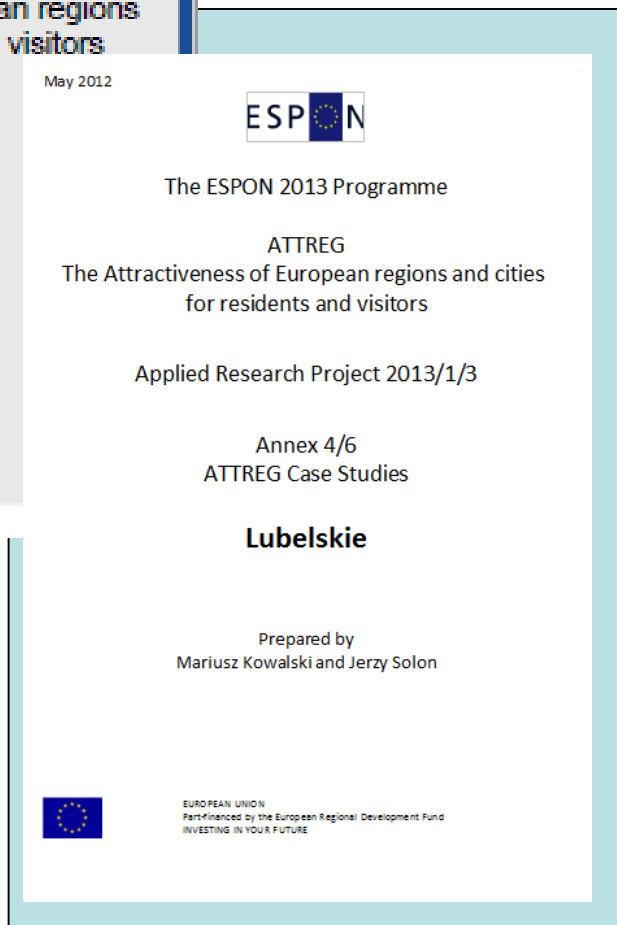 an regions
visitors
May 2012
ESPON
The ESPON 2013 Programme
ATTREG
The Attractiveness of European regions and cities
for residents and visitors
Applied Research Project 2013/1/3
Annex 4/6
ATTREG Case Studies
Lubelskie
Prepared by
Mariusz Kowalski and Jerzy Solon
EUROPEAN UNION
Part-financed by the European Regional Development Fund
INVESTING IN YOUR FUTURE